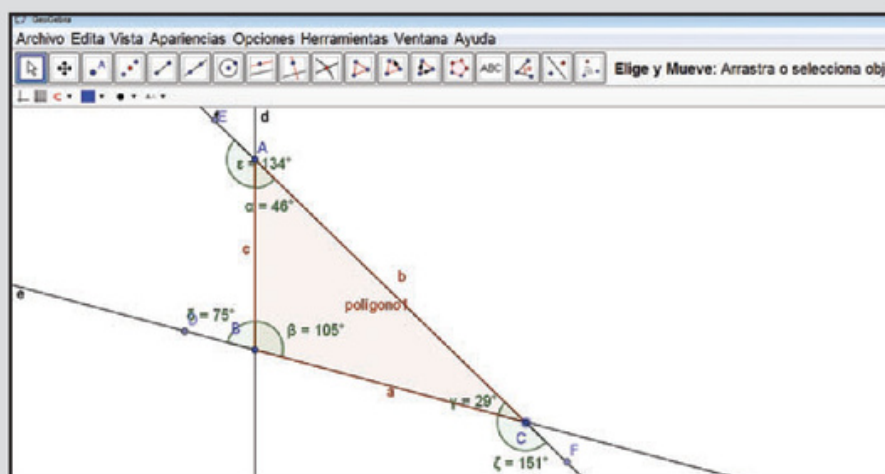 GeoGebra
Archivo Edita Vista Apariencias Opciones Herramientas Ventana Ayuda
A
ABC
Elige y Mueve: Arrastra o selecciona obj
E
d
A
ε = 134°
α = 46°
c
b
e
polígono1
δ = 75°
D
B
β = 105°
a
γ = 29°
C
F
ζ = 151°